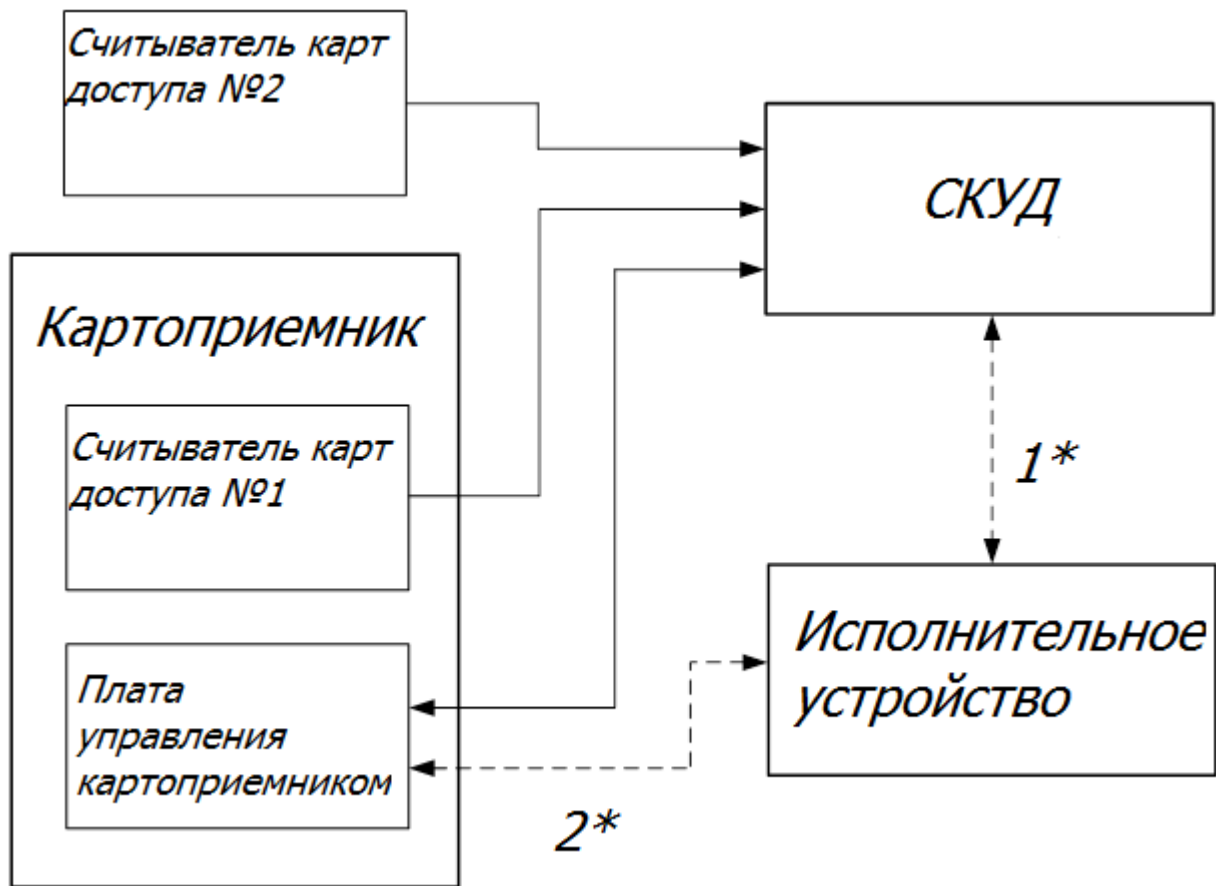 Считыватель карт
доступа №2
СКУД
Картоприемник
Считыватель карт
доступа №1
1*
Исполнительное
устройство
Плата
управления
картоприемником
2*